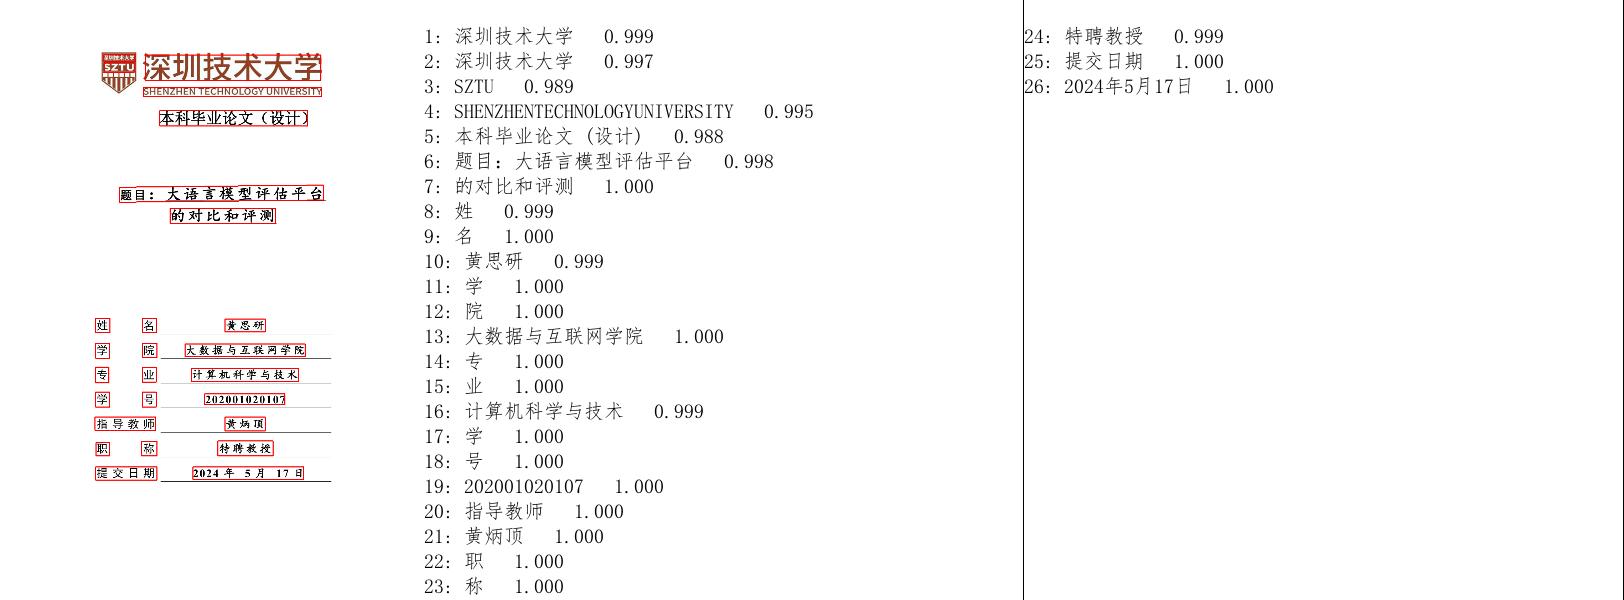 深圳技术大学
SZTU
深圳技术大学
SHENZHEN TECHNOLOGY UNIVERSITY
本科毕业论文（设计）
题目：大语言模型评估平台
的对比和评测
姓 名 黄思研
学 院 大数据与互联网学院
专 业 计算机科学与技术
学 号 202001020107
指导教师 黄炳顶
职 称 特聘教授
提交日期 2024 年 5 月 17 日
1: 深圳技术大学 0.999
2: 深圳技术大学 0.997
3: SZTU 0.989
4: SHENZHENTECHNOLOGYUNIVERSITY 0.995
5: 本科毕业论文（设计） 0.988
6: 题目：大语言模型评估平台 0.998
7: 的对比和评测 1.000
8: 姓 0.999
9: 名 1.000
10: 黄思研 0.999
11: 学 1.000
12: 院 1.000
13: 大数据与互联网学院 1.000
14: 专 1.000
15: 业 1.000
16: 计算机科学与技术 0.999
17: 学 1.000
18: 号 1.000
19: 202001020107 1.000
20: 指导教师 1.000
21: 黄炳顶 1.000
22: 职 1.000
23: 称 1.000
24: 特聘教授 0.999
25: 提交日期 1.000
26: 2024年5月17日 1.000